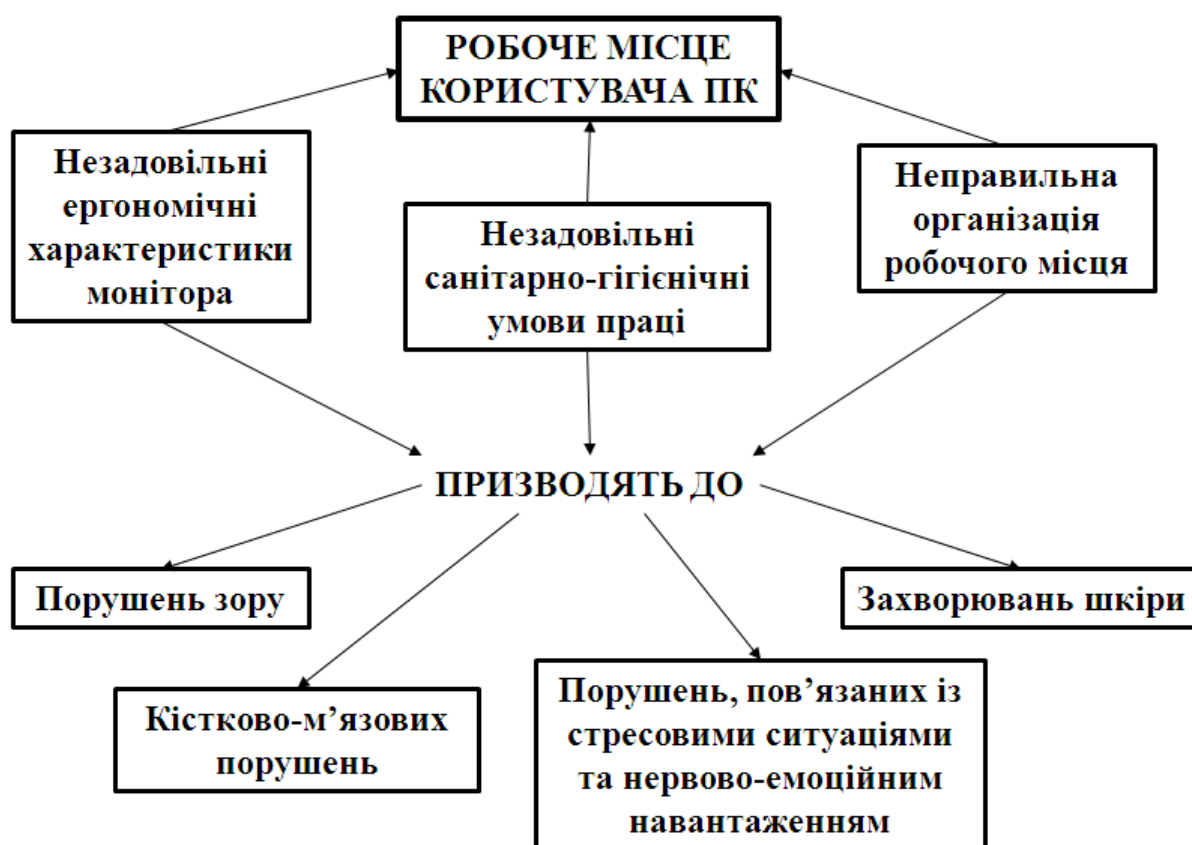 РОБОЧЕ МІСЦЕ
КОРИСТУВАЧА ПК
Незадовільні
ергономічні
характеристики
монітора
Незадовільні
санітарно-гігієнічні
умови праці
Неправильна
організація
робочого місця
ПРИЗВОДЯТЬ ДО
Порушень зору
Захворювань шкіри
Кістково-м’язових
порушень
Порушень, пов’язаних із
стресовими ситуаціями
та нервово-емоційним
навантаженням